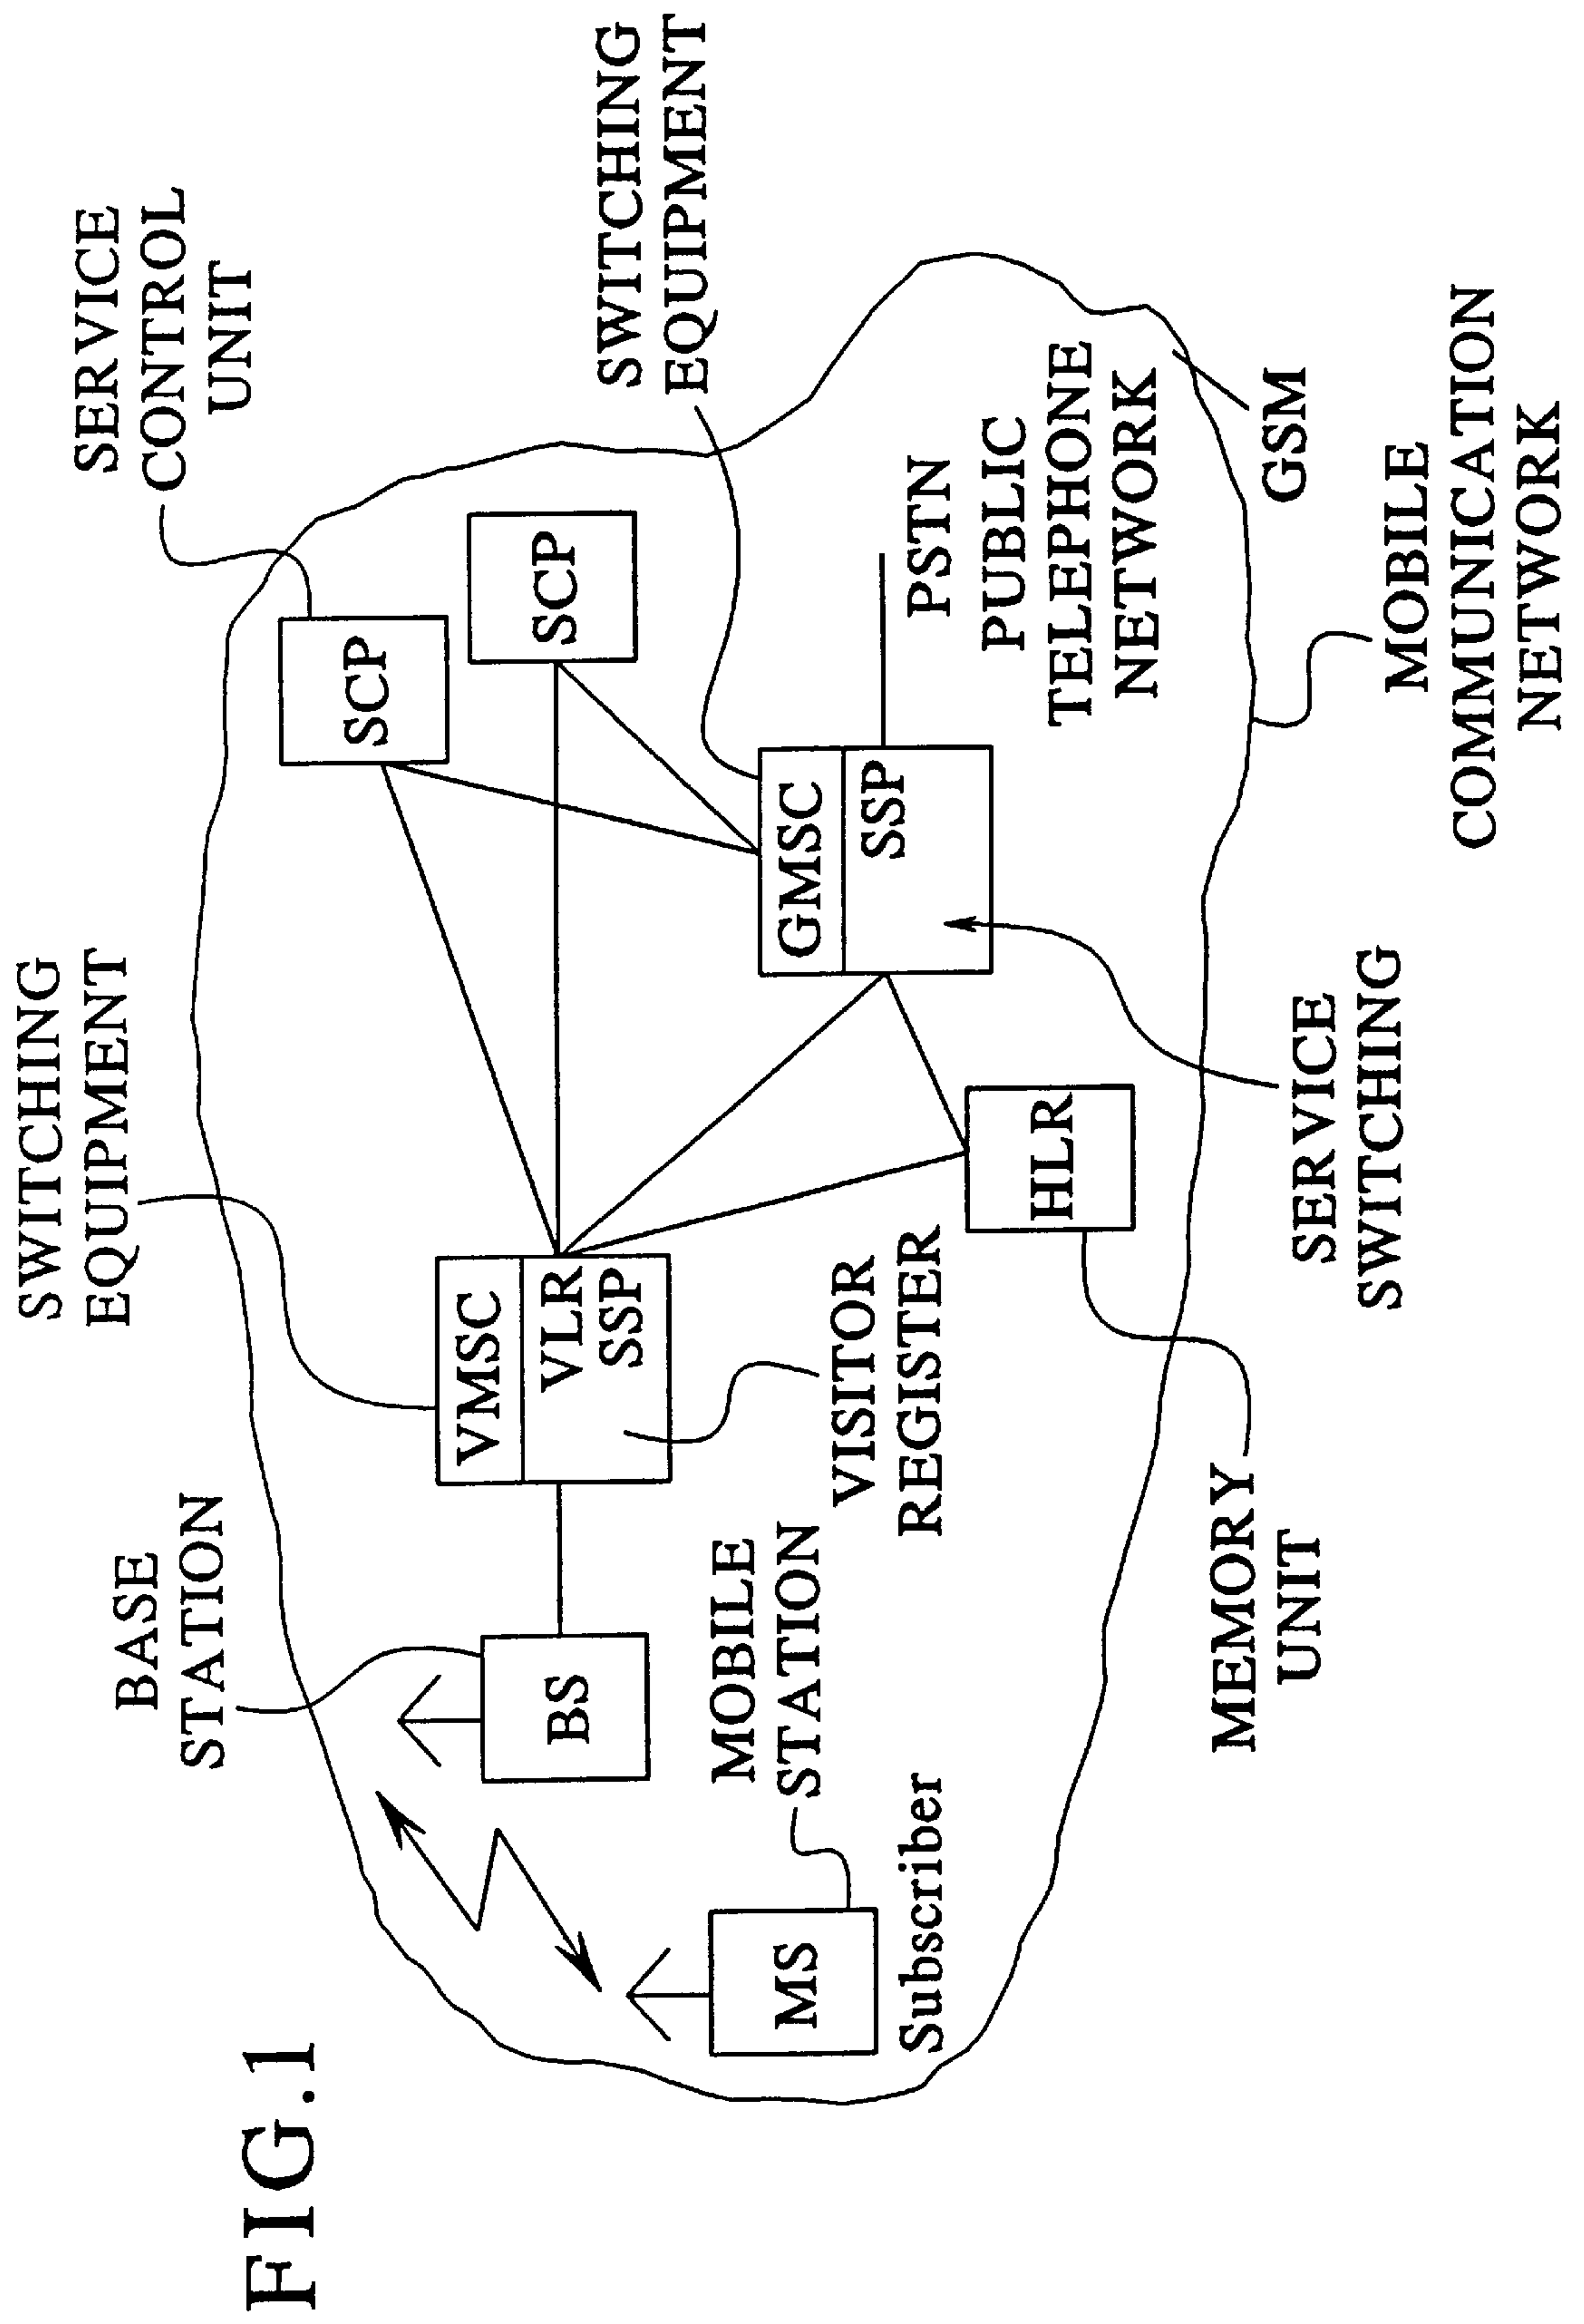 FIG.1
SWITCHING
EQUIPMENT
SERVICE
CONTROL
UNIT
BASE
STATION
SCP
SCP
VMSC
VLR
SSP
BS
SWITCHING
EQUIPMENT
GMSC
SSP
MOBILE
STATION
MS
Subscriber
VISITOR
REGISTER
HLR
PSTN
PUBLIC
TELEPHONE
NETWORK
MEMORY
UNIT
SERVICE
SWITCHING
GSM
MOBILE
COMMUNICATION
NETWORK